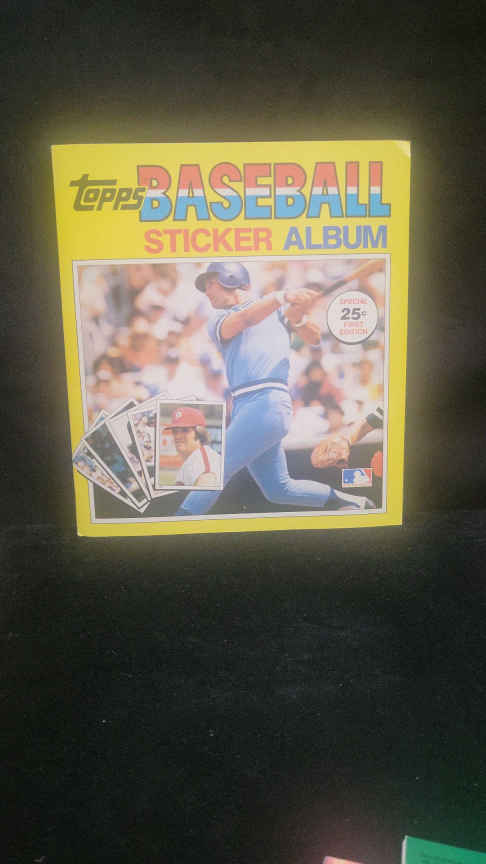 Topps BASEBALL
STICKER ALBUM
SPECIAL
25¢
FIRST
EDITION